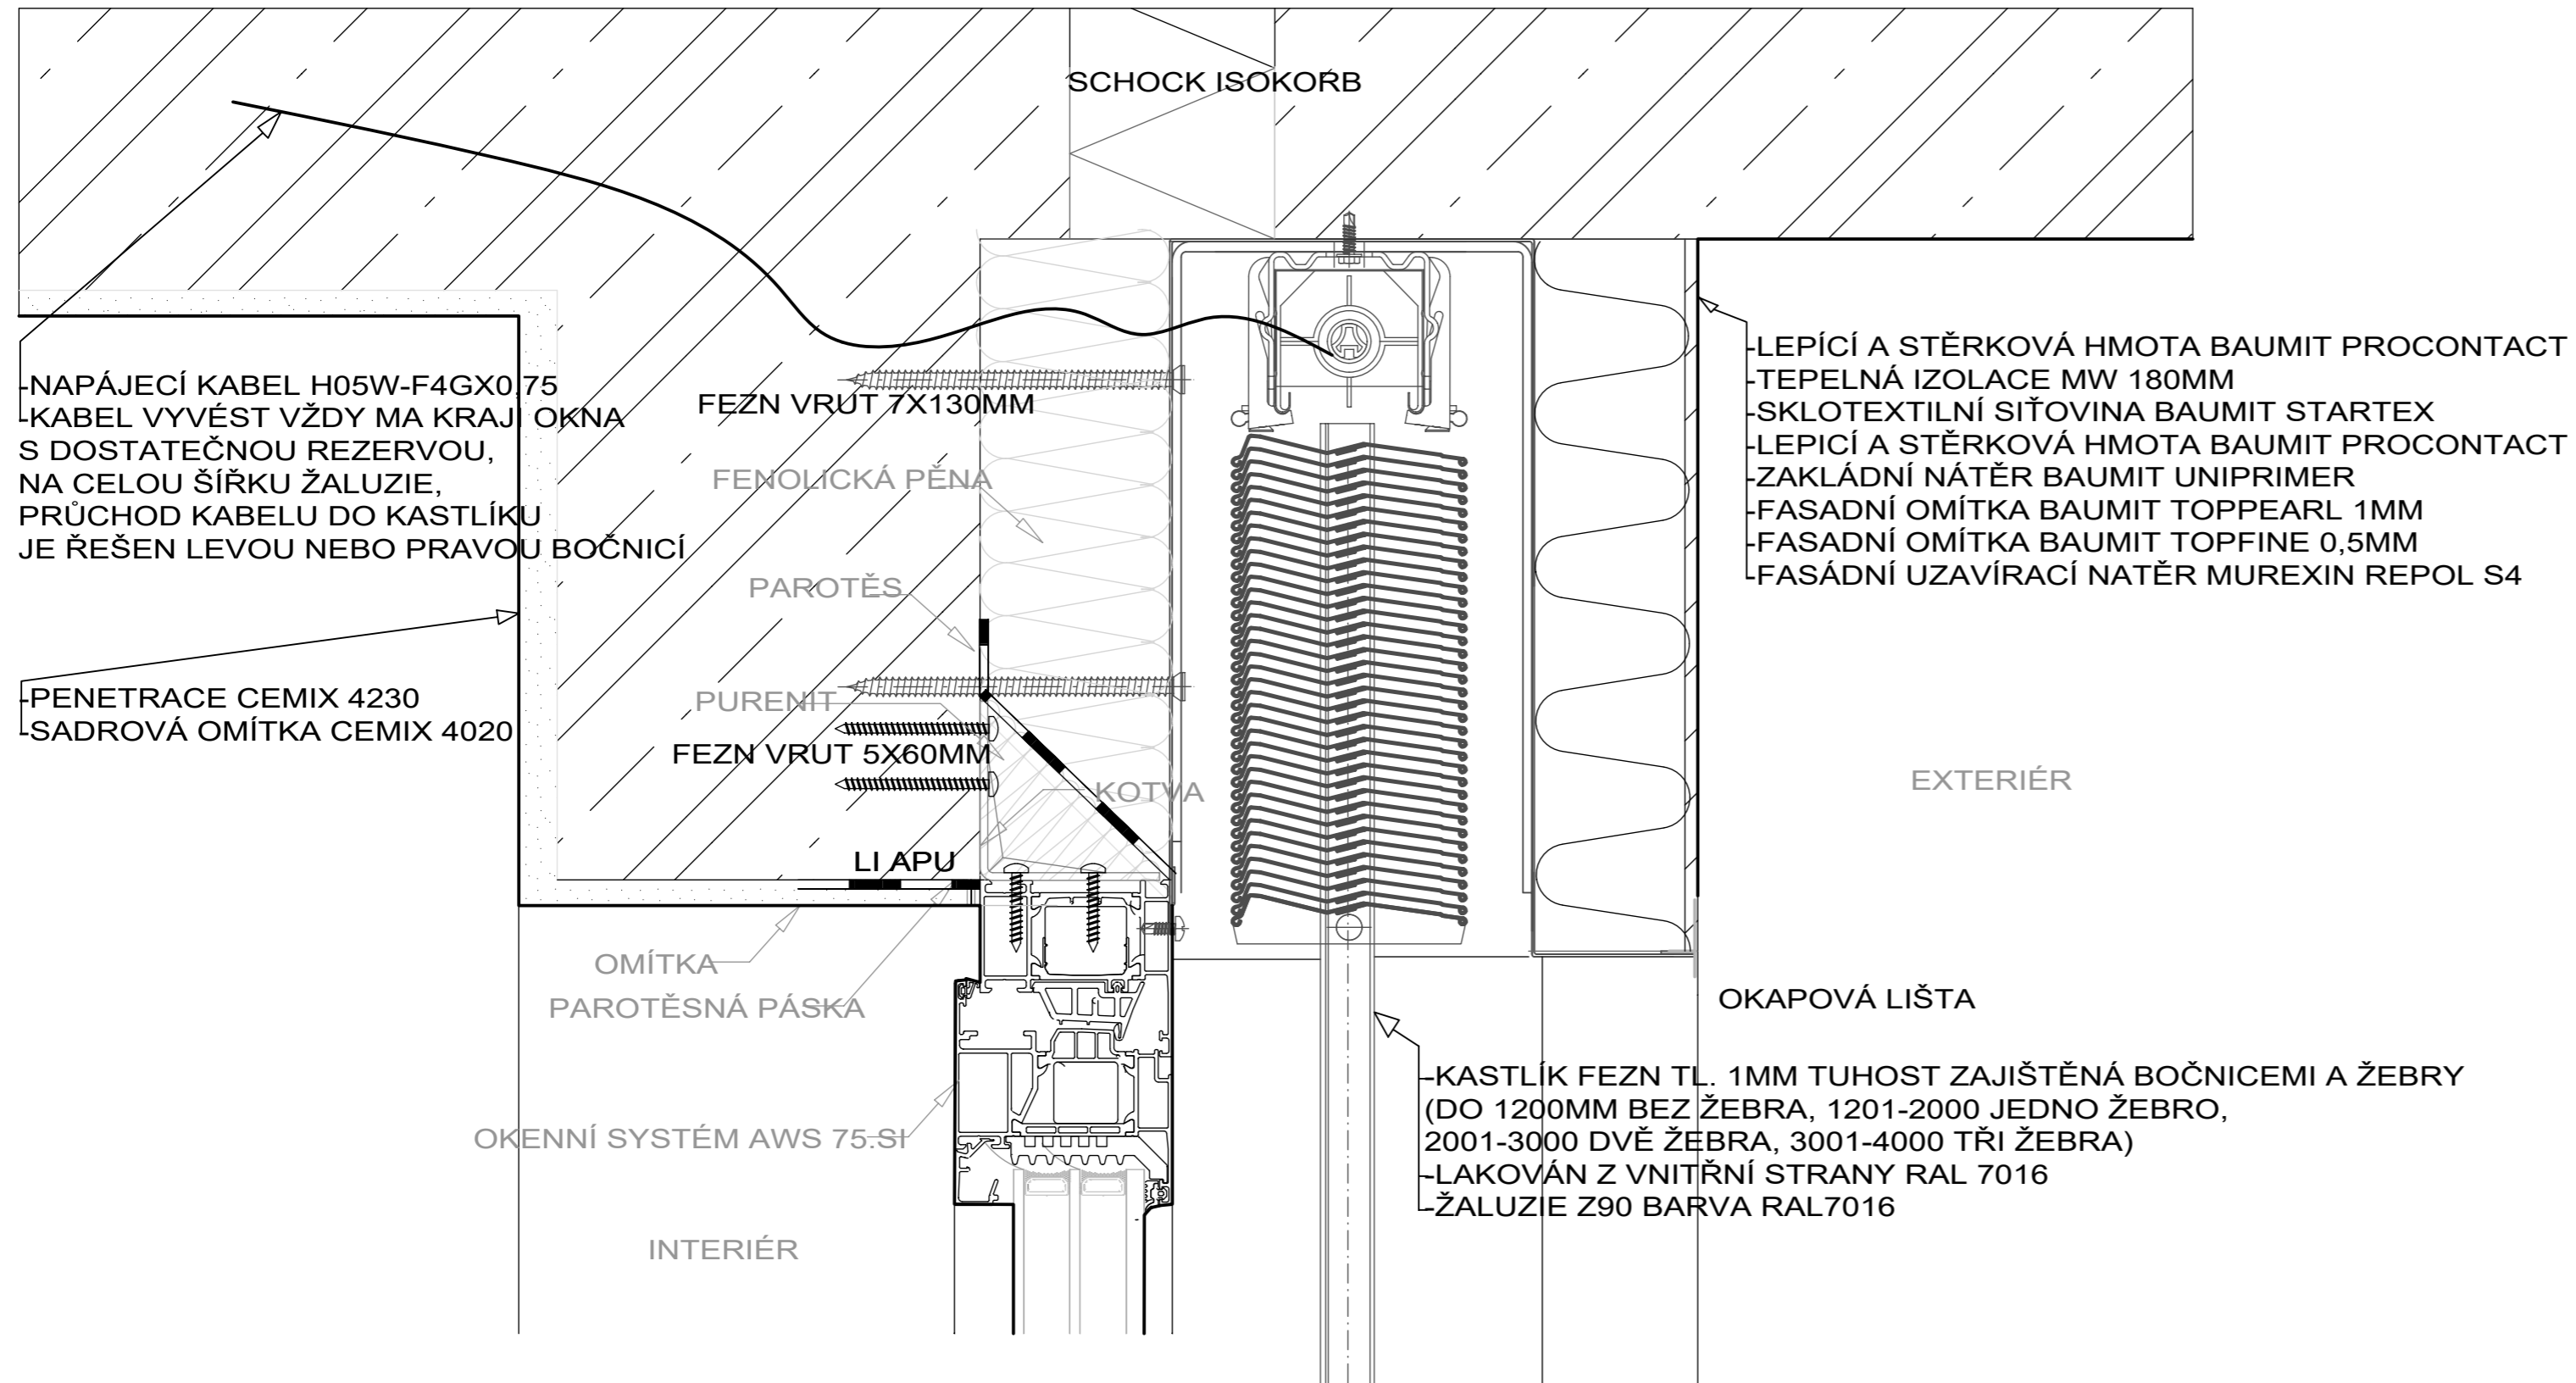 SCHOCK ISOKORB
-NAPÁJECÍ KABEL H05W-F4GX0,75
-KABEL VYVÉST VŽDY MA KRAJI OKNA
S DOSTATEČNOU REZERVOU,
NA CELOU ŠÍŘKU ŽALUZIE,
PRŮCHOD KABELU DO KASTLÍKU
JE ŘEŠEN LEVOU NEBO PRAVOU BOČNICÍ
-PENETRACE CEMIX 4230
-SADROVÁ OMÍTKA CEMIX 4020
FEZN VRUT 7X130MM
FENOLICKÁ PĚNA
PAROTĚS
PURENIT
FEZN VRUT 5X60MM
KOTVA
LI APU
OMÍTKA
PAROTĚSNÁ PÁSKA
OKENNÍ SYSTÉM AWS 75.SI
INTERIÉR
-LEPÍCÍ A STĚRKOVÁ HMOTA BAUMIT PROCONTACT
-TEPELNÁ IZOLACE MW 180MM
-SKLOTEXTILNÍ SIŤOVINA BAUMIT STARTEX
-LEPICÍ A STĚRKOVÁ HMOTA BAUMIT PROCONTACT
-ZAKLÁDNÍ NÁTĚR BAUMIT UNIPRIMER
-FASADNÍ OMÍTKA BAUMIT TOPPEARL 1MM
-FASADNÍ OMÍTKA BAUMIT TOPFINE 0,5MM
-FASÁDNÍ UZAVÍRACÍ NATĚR MUREXIN REPOL S4
EXTERIÉR
OKAPOVÁ LIŠTA
-KASTLÍK FEZN TL. 1MM TUHOST ZAJIŠTĚNÁ BOČNICEMI A ŽEBRY
(DO 1200MM BEZ ŽEBRA, 1201-2000 JEDNO ŽEBRO,
2001-3000 DVĚ ŽEBRA, 3001-4000 TŘI ŽEBRA)
-LAKOVÁN Z VNITŘNÍ STRANY RAL 7016
-ŽALUZIE Z90 BARVA RAL7016